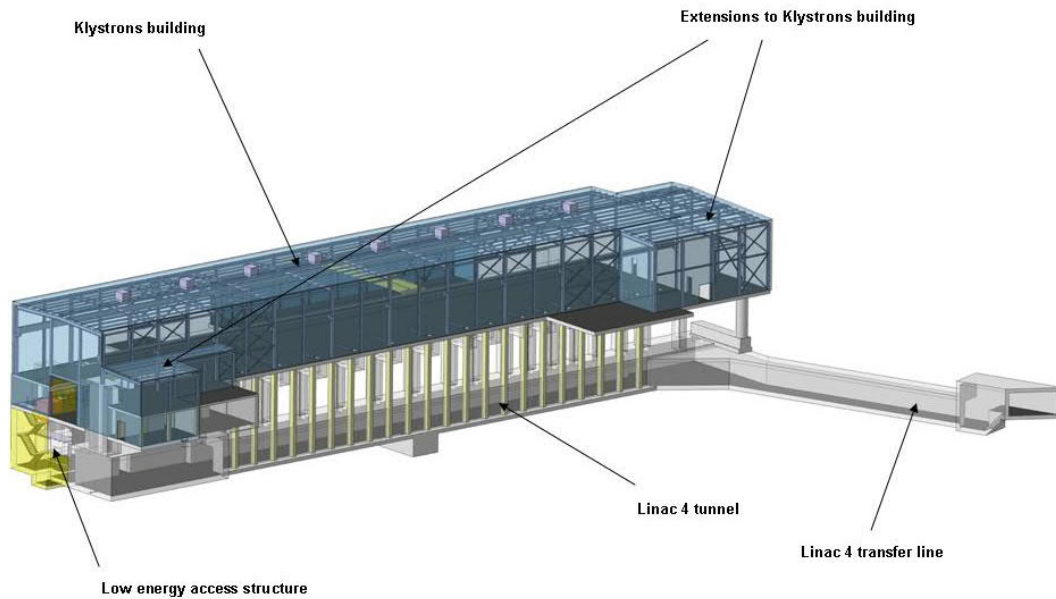 Klystrons building
Extensions to Klystrons building
Linac 4 tunnel
Linac 4 transfer line
Low energy access structure